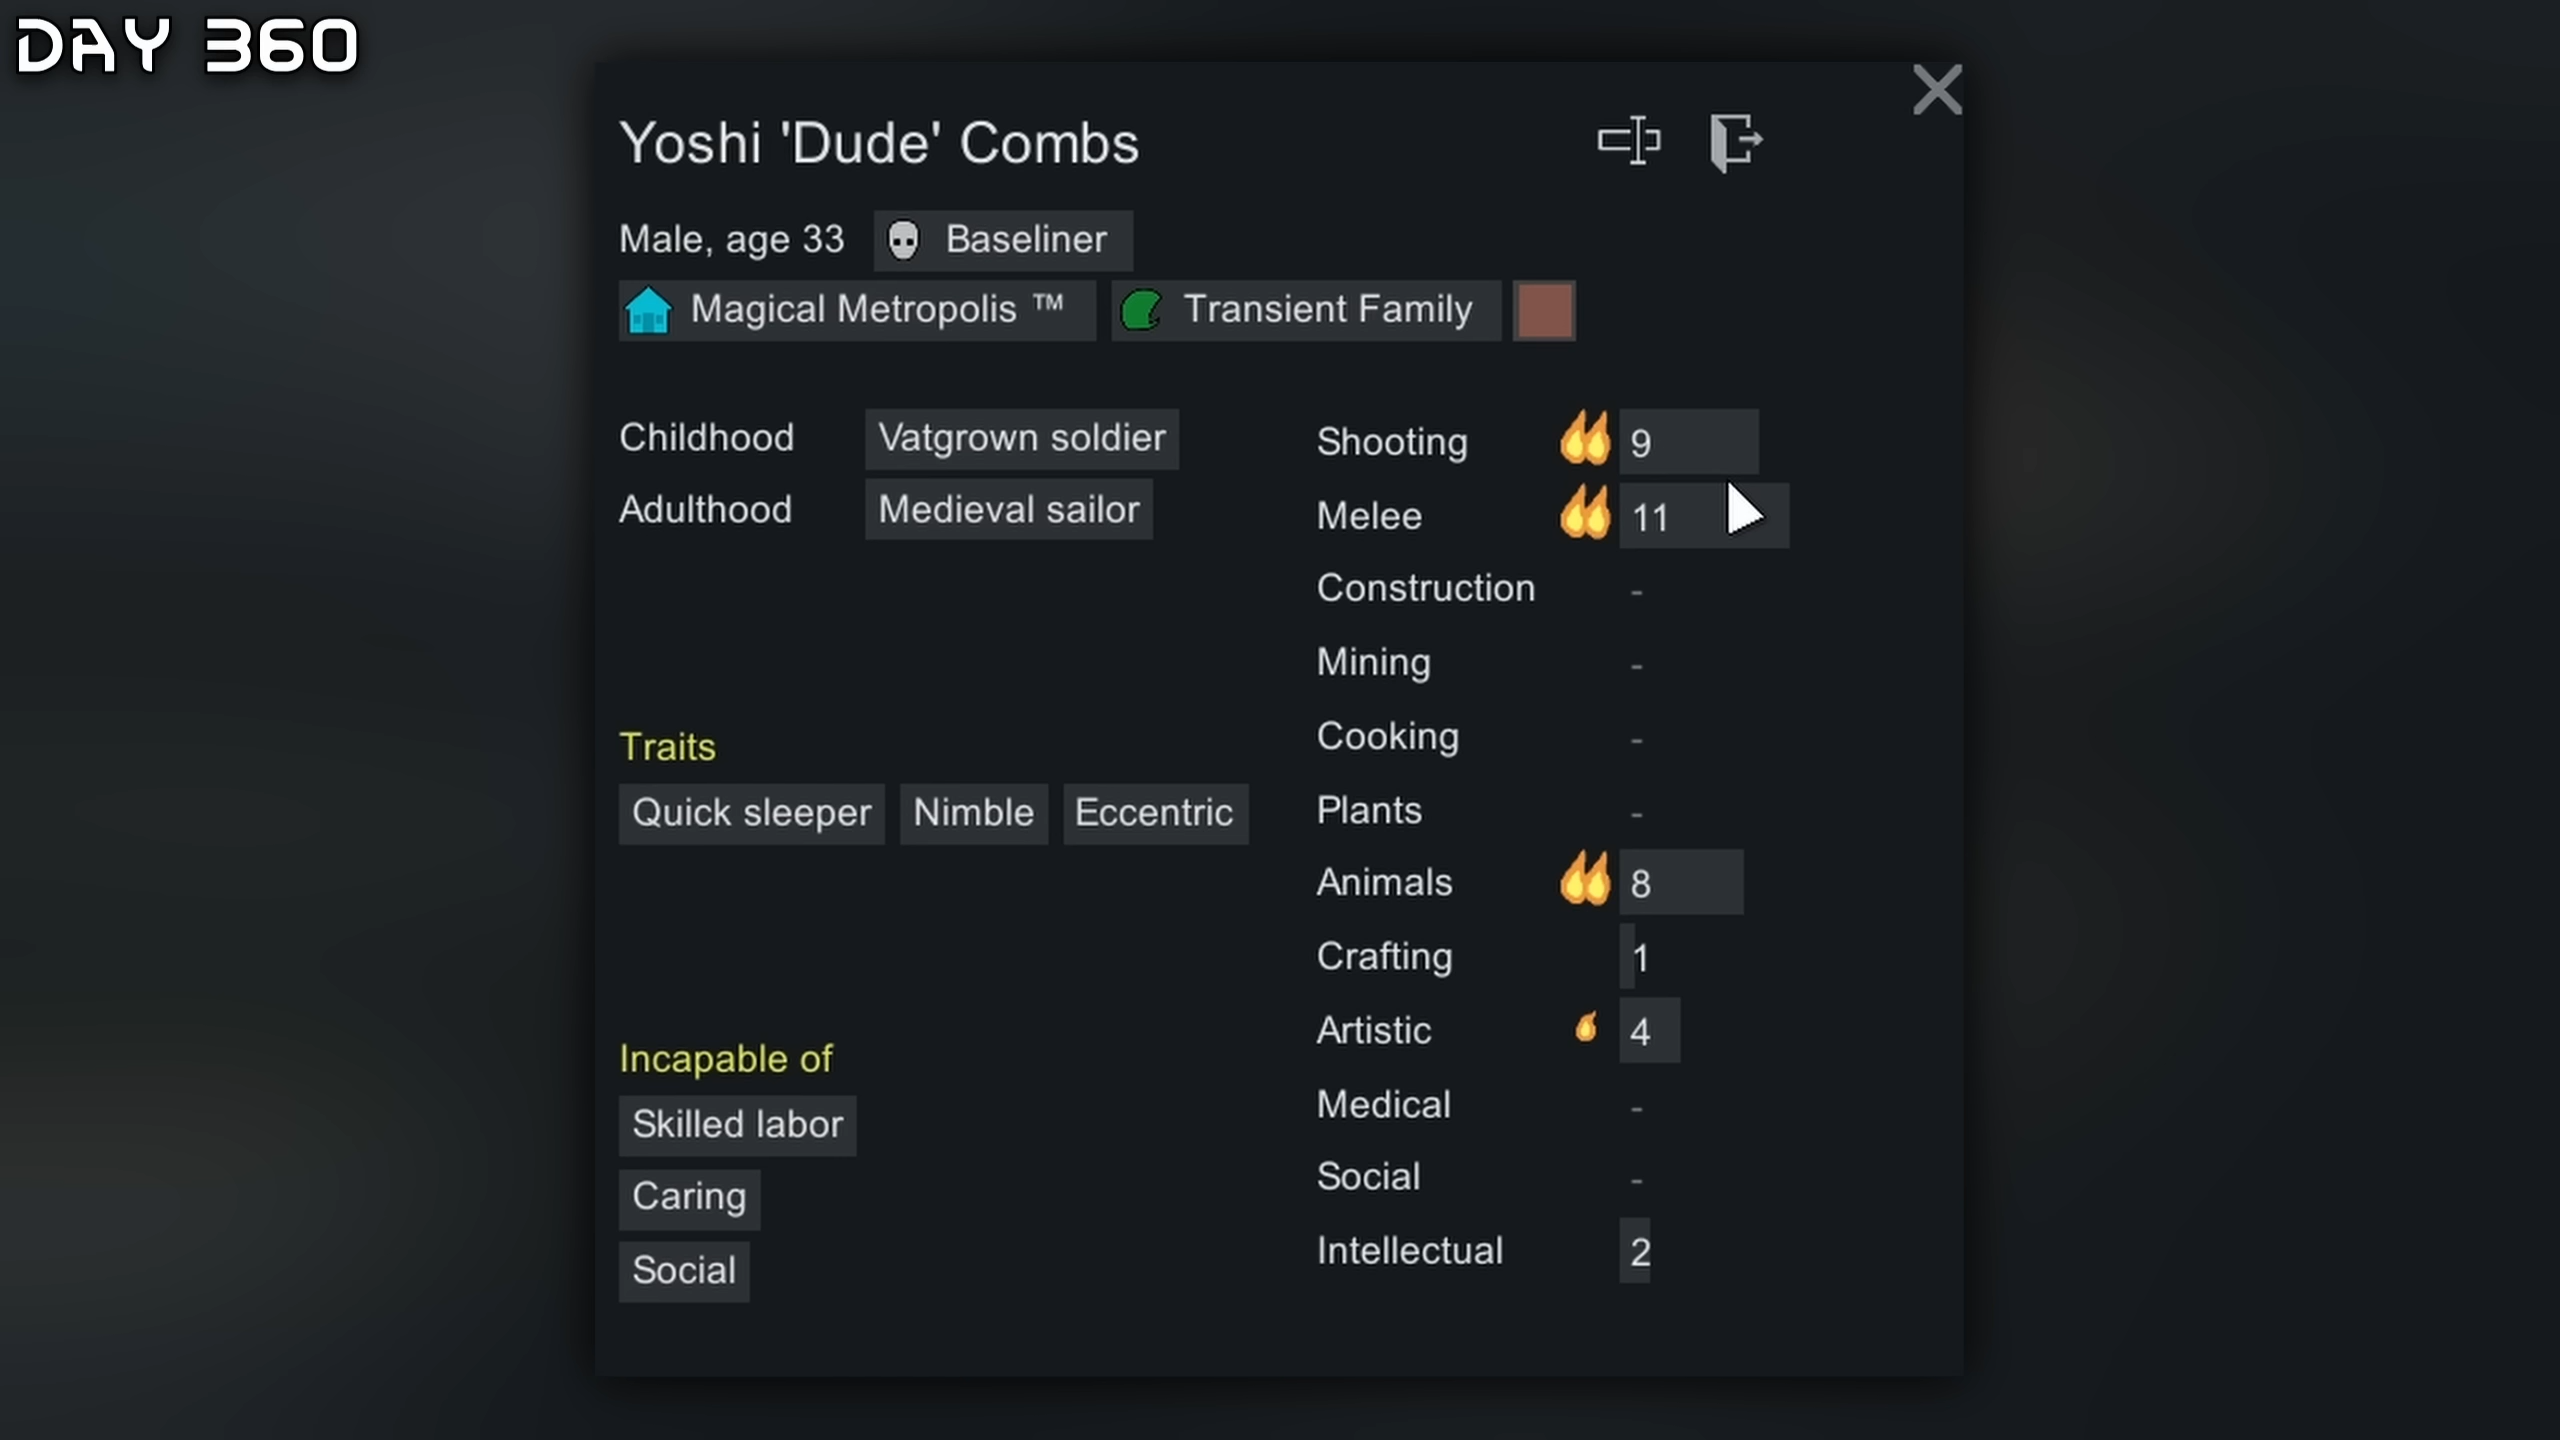 DAY 360
Yoshi 'Dude' Combs
Male, age 33 Baseliner
Magical Metropolis ™ Transient Family
Childhood Vatgrown soldier
Adulthood Medieval sailor
Traits
Quick sleeper Nimble Eccentric
Incapable of
Skilled labor
Caring
Social
Shooting 9
Melee 11
Construction -
Mining -
Cooking -
Plants -
Animals 8
Crafting 1
Artistic 4
Medical -
Social -
Intellectual 2